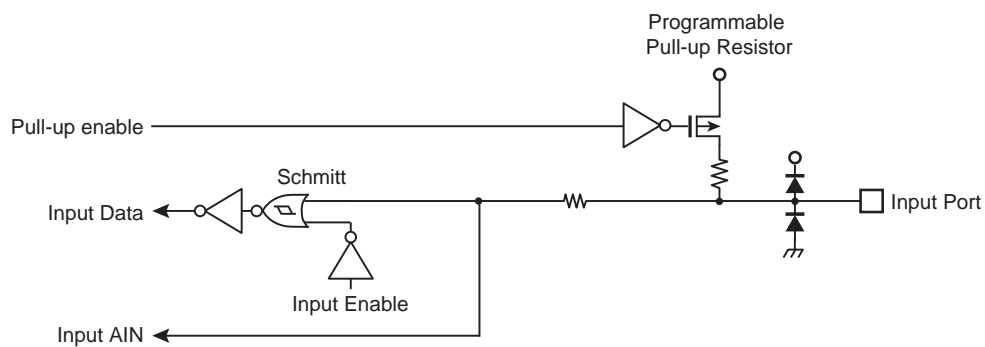 Programmable
Pull-up Resistor
Pull-up enable
Schmitt
Input Data
Input Port
Input Enable
Input AIN